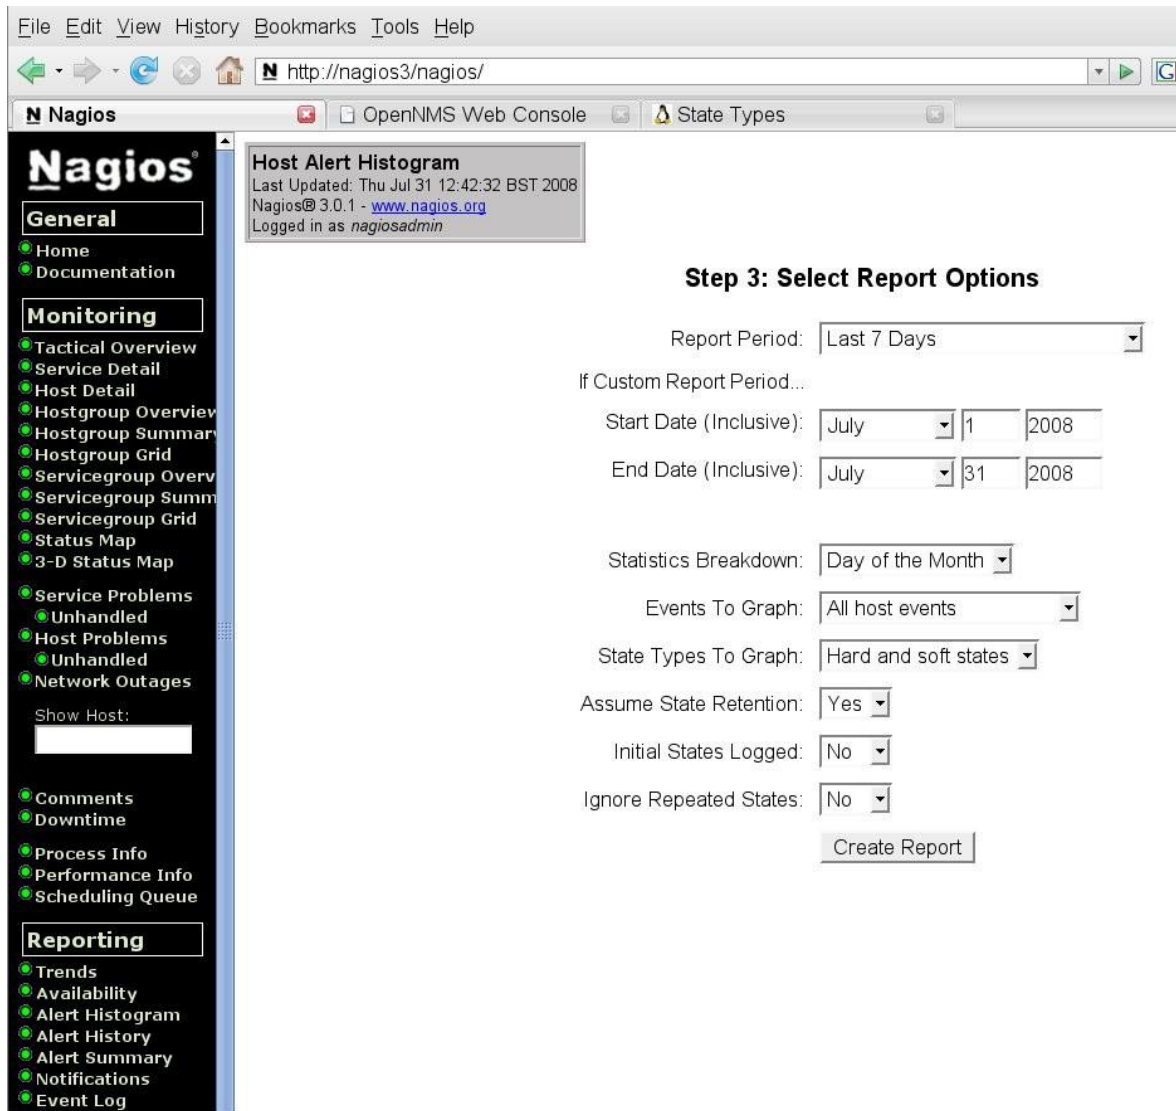 File Edit View History Bookmarks Tools Help
N http://nagios3/nagios/ G
N Nagios OpenNMS Web Console State Types
Nagios®
General
Home
Documentation
Monitoring
Tactical Overview
Service Detail
Host Detail
Hostgroup Overview
Hostgroup Summary
Hostgroup Grid
Servicegroup Overv
Servicegroup Summ
Servicegroup Grid
Status Map
3-D Status Map
Service Problems
Unhandled
Host Problems
Unhandled
Network Outages
Show Host:
Comments
Downtime
Process Info
Performance Info
Scheduling Queue
Reporting
Trends
Availability
Alert Histogram
Alert History
Alert Summary
Notifications
Event Log
Host Alert Histogram
Last Updated: Thu Jul 31 12:42:32 BST 2008
Nagios® 3.0.1 - www.nagios.org
Logged in as nagiosadmin
Step 3: Select Report Options
Report Period: Last 7 Days
If Custom Report Period...
Start Date (Inclusive): July 1 2008
End Date (Inclusive): July 31 2008
Statistics Breakdown: Day of the Month
Events To Graph: All host events
State Types To Graph: Hard and soft states
Assume State Retention: Yes
Initial States Logged: No
Ignore Repeated States: No
Create Report